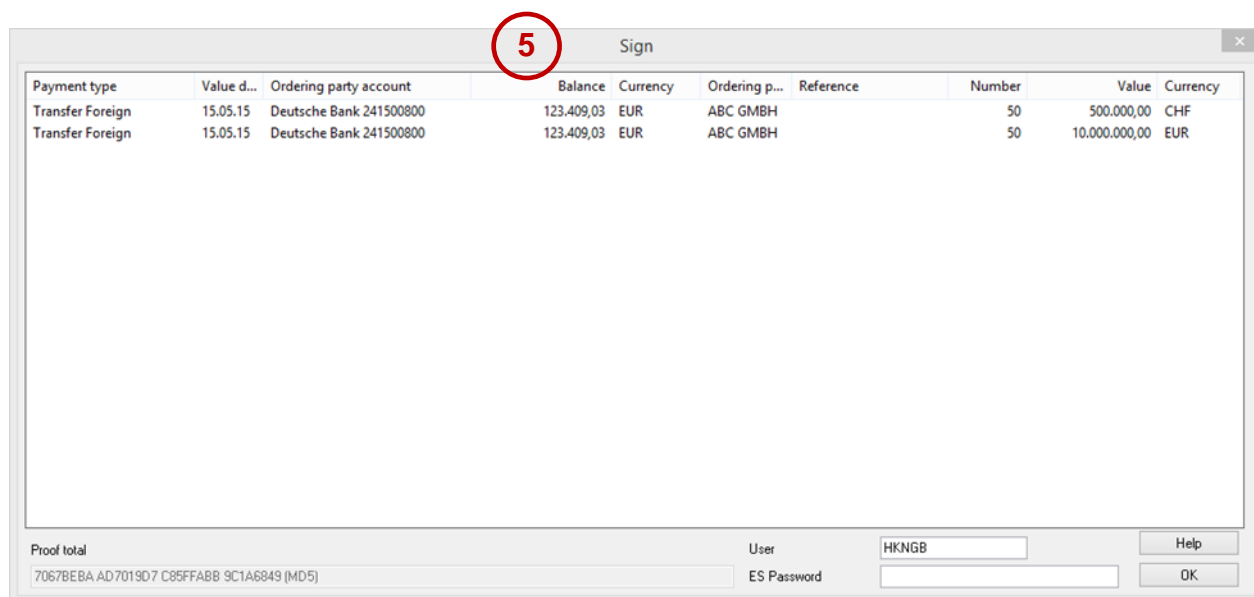 5
Sign
Payment type Value d... Ordering party account Balance Currency Ordering p... Reference Number Value Currency
Transfer Foreign 15.05.15 Deutsche Bank 241500800 123.409,03 EUR ABC GMBH 50 500.000,00 CHF
Transfer Foreign 15.05.15 Deutsche Bank 241500800 123.409,03 EUR ABC GMBH 50 10.000.000,00 EUR
Proof total User HKNGB Help
7067BEBA AD7019D7 C85FFABB 9C1A6849 (MD5) ES Password OK